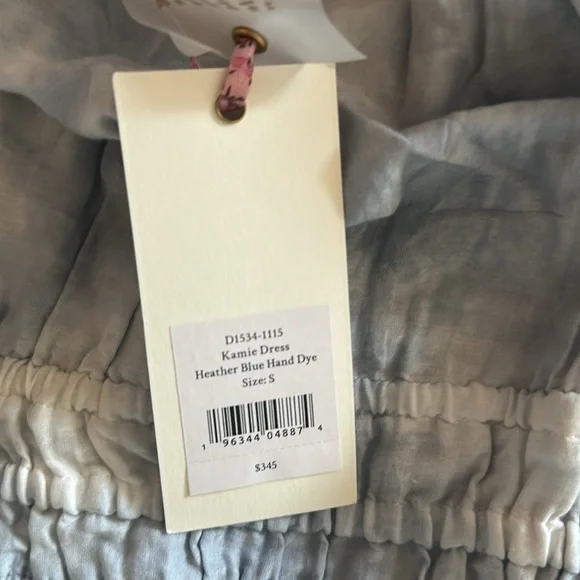 D1534-1115
Kamie Dress
Heather Blue Hand Dye
Size: S
1 96344 04887 4
$345